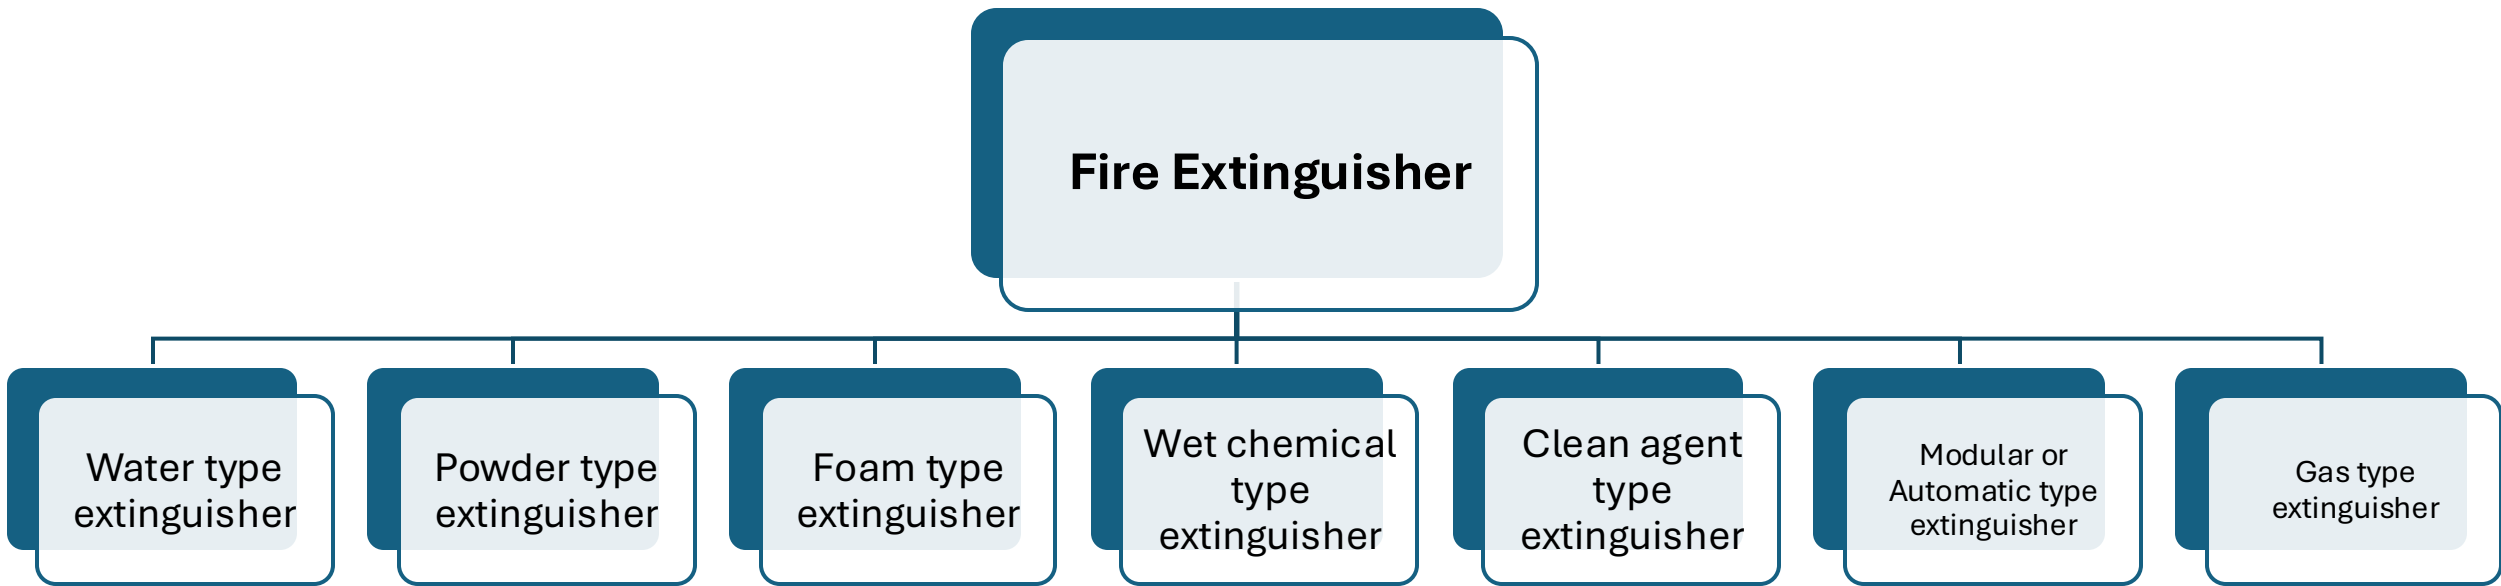 Fire Extinguisher
Water type
extinguisher
Powder type
extinguisher
Foam type
extinguisher
Wet chemical
type
extinguisher
Clean agent
type
extinguisher
Modular or
Automatic type
extinguisher
Gas type
extinguisher